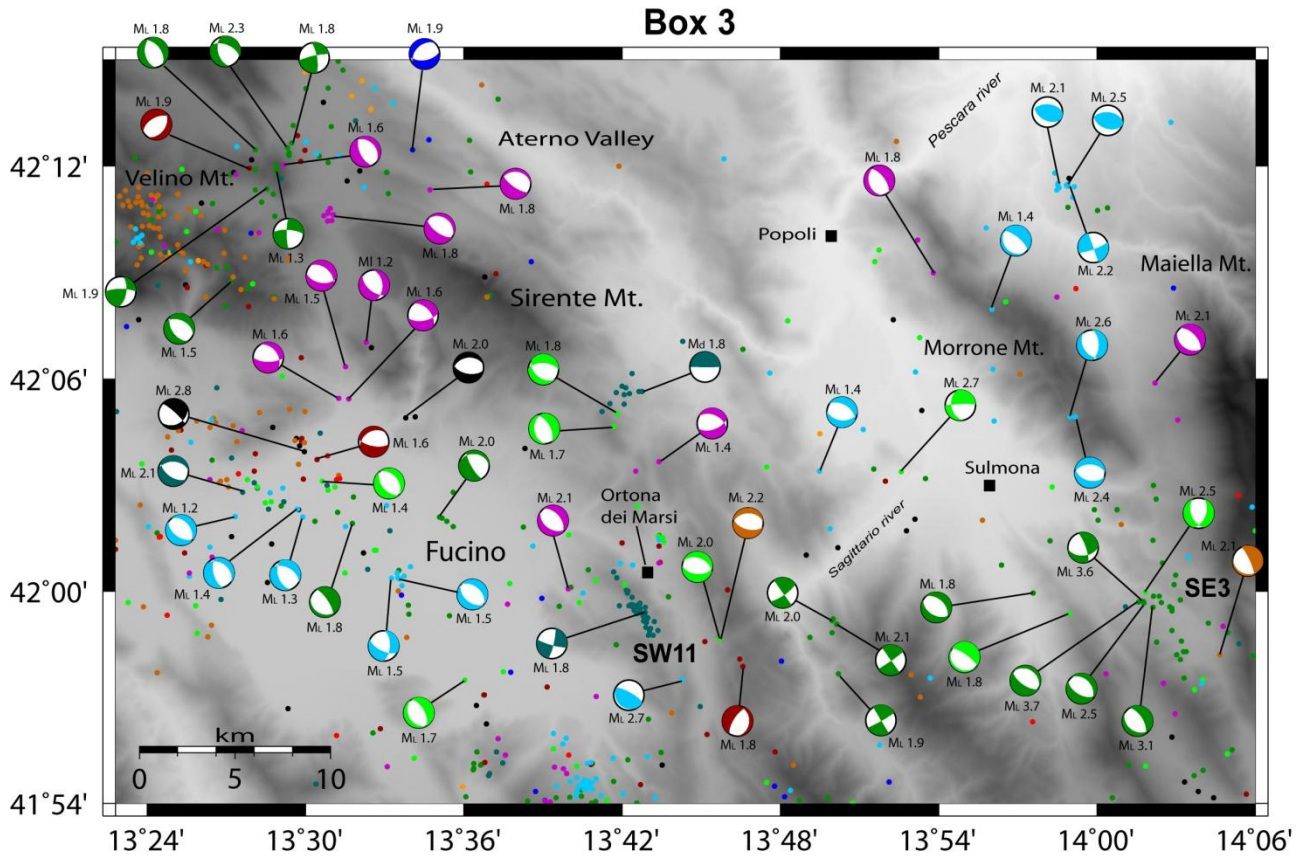 Box 3
ML 1.8
ML 2.3
ML 1.8
ML 1.9
ML 1.9
ML 1.6
Aterno Valley
Pescara river
ML 2.1
ML 2.5
42°12'
Velino Mt.
ML 1.8
ML 1.8
ML 1.4
Popoli
ML 1.3
ML 1.8
ML 2.2
Maiella Mt.
ML 1.9
ML 1.5
Ml 1.2
ML 1.6
Sirente Mt.
ML 1.5
ML 1.6
ML 2.0
ML 1.8
Md 1.8
Morrone Mt.
ML 2.6
ML 2.1
42°06'
ML 2.8
ML 1.4
ML 2.7
ML 1.6
ML 2.0
ML 1.7
ML 1.4
ML 2.1
Sulmona
ML 2.4
ML 1.4
ML 2.1
Ortona
dei Marsi
ML 2.2
Sagittario river
ML 2.5
ML 1.2
Fucino
ML 2.0
ML 3.6
ML 2.1
42°00'
SE3
ML 1.4
ML 1.3
ML 1.5
ML 2.0
ML 1.8
ML 1.8
ML 2.1
ML 1.5
ML 1.8
SW11
ML 1.8
ML 3.7
ML 2.5
ML 1.7
ML 2.7
ML 1.8
ML 1.9
ML 3.1
km
0
5
10
41°54'
13°24'
13°30'
13°36'
13°42'
13°48'
13°54'
14°00'
14°06'